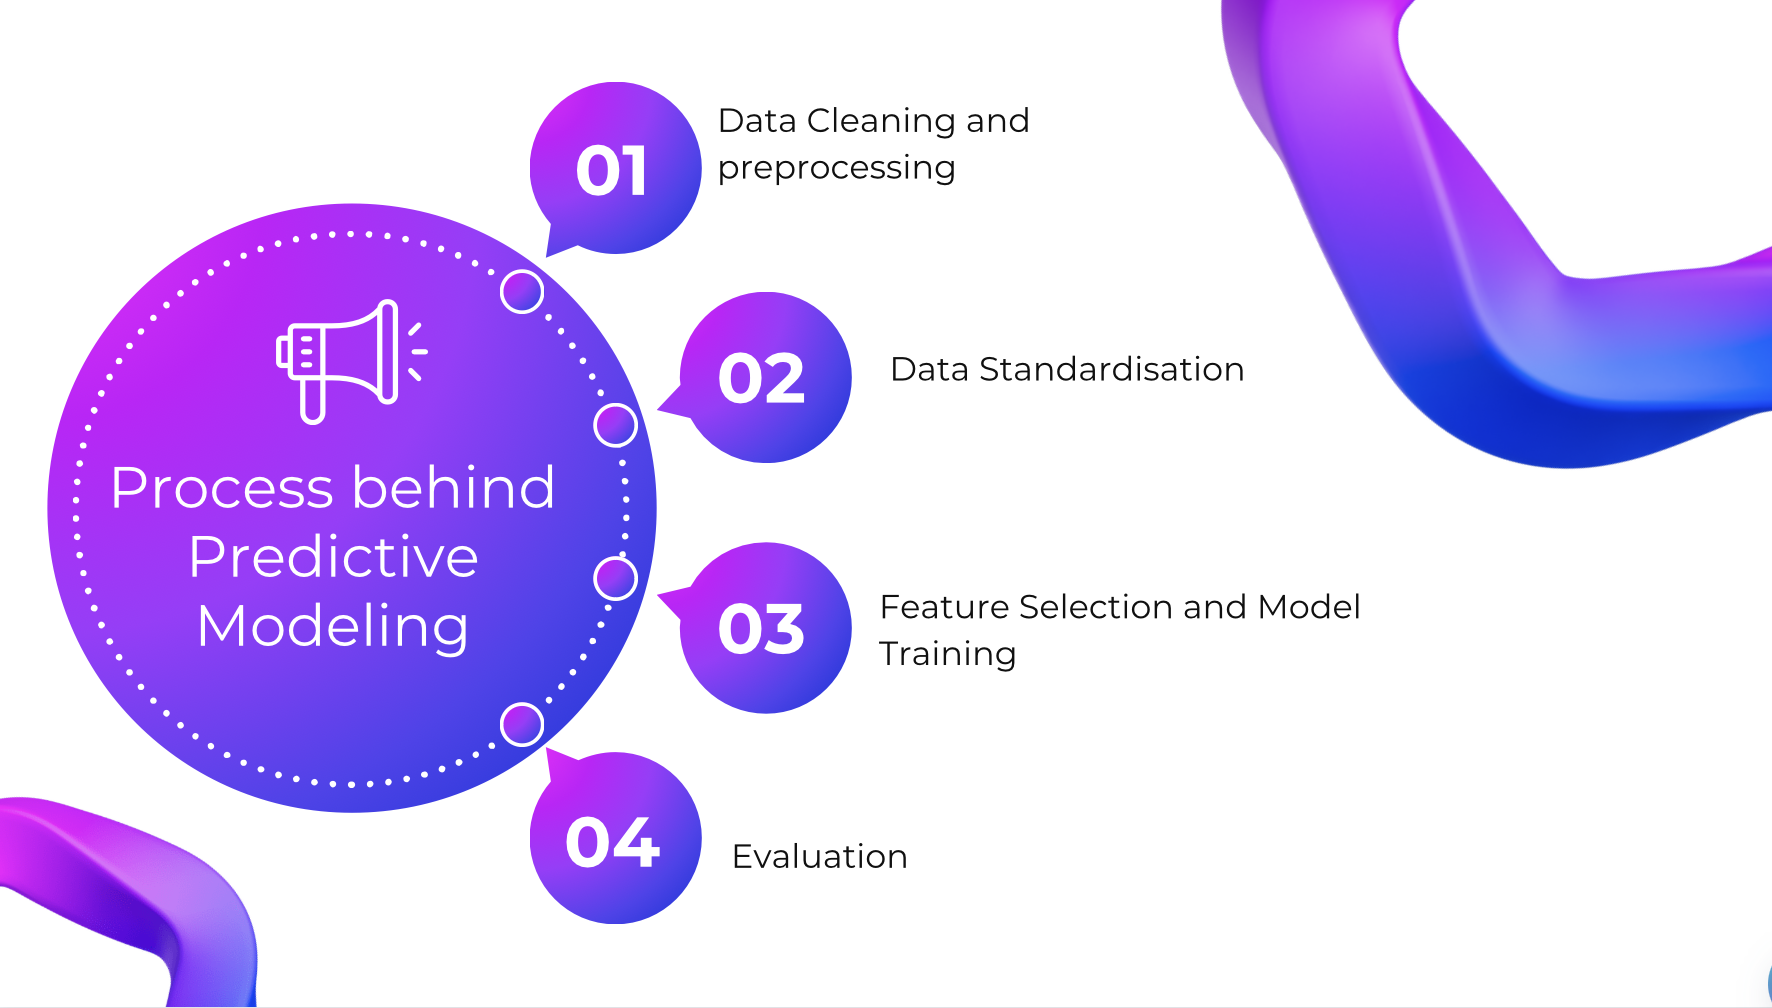 Process behind
Predictive
Modeling
01
Data Cleaning and
preprocessing
02
Data Standardisation
03
Feature Selection and Model
Training
04
Evaluation